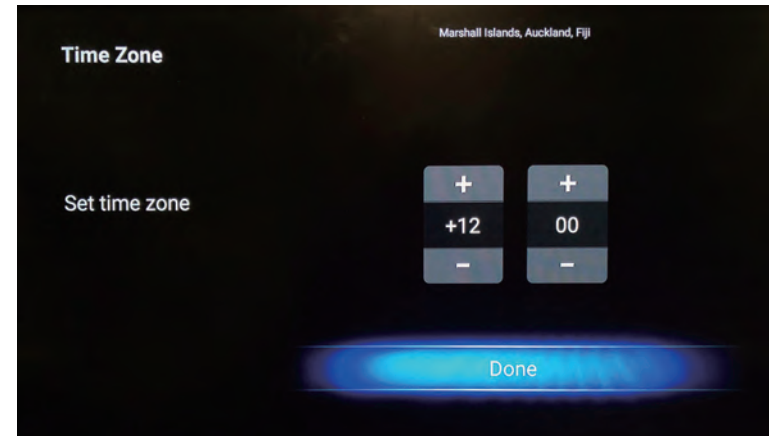 Marshall Islands, Auckland, Fiji
Time Zone
+ +
Set time zone
+12 00
− −
Done